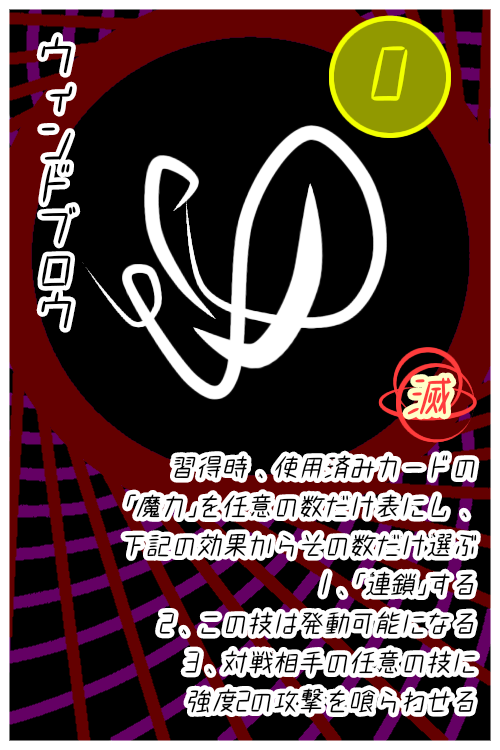 ウィンドブロウ
0
滅
習得時、使用済みカードの
「魔力」を任意の数だけ表にし、
下記の効果からその数だけ選ぶ
1、「連鎖」する
2、この技は発動可能になる
3、対戦相手の任意の技に
強度2の攻撃を喰らわせる